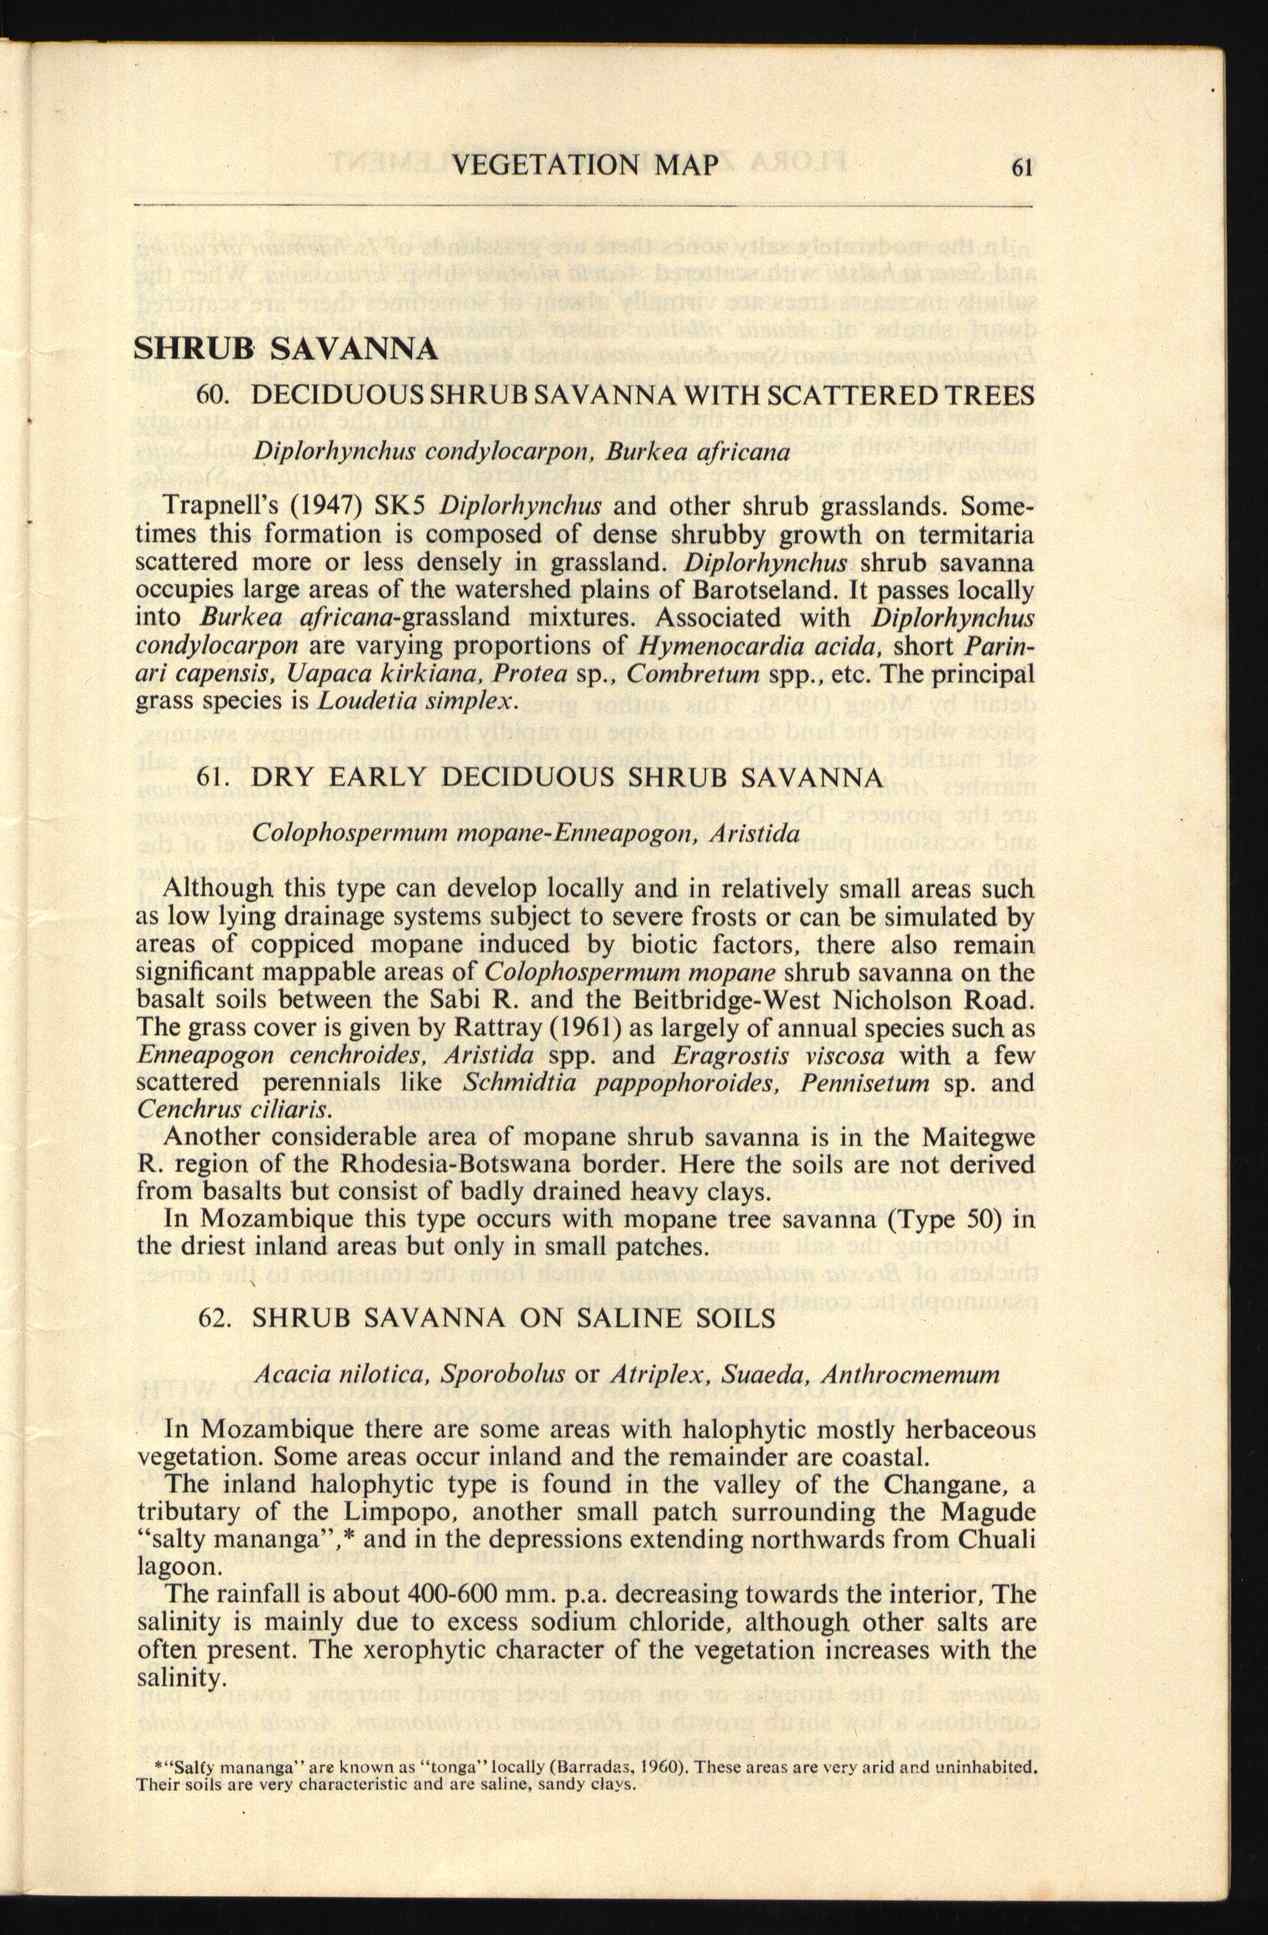 VEGETATION MAP 61
SHRUB SAVANNA
60. DECIDUOUS SHRUB SAVANNA WITH SCATTERED TREES
Diplorhynchus condylocarpon, Burkea africana
Trapnell's (1947) SK5 Diplorhynchus and other shrub grasslands. Some-
times this formation is composed of dense shrubby growth on termitaria
scattered more or less densely in grassland. Diplorhynchus shrub savanna
occupies large areas of the watershed plains of Barotseland. It passes locally
into Burkea africana-grassland mixtures. Associated with Diplorhynchus
condylocarpon are varying proportions of Hymenocardia acida, short Parin-
ari capensis, Uapaca kirkiana, Protea sp., Combretum spp., etc. The principal
grass species is Loudetia simplex.
61. DRY EARLY DECIDUOUS SHRUB SAVANNA
Colophospermum mopane-Enneapogon, Aristida
Although this type can develop locally and in relatively small areas such
as low lying drainage systems subject to severe frosts or can be simulated by
areas of coppiced mopane induced by biotic factors, there also remain
significant mappable areas of Colophospermum mopane shrub savanna on the
basalt soils between the Sabi R. and the Beitbridge-West Nicholson Road.
The grass cover is given by Rattray (1961) as largely of annual species such as
Enneapogon cenchroides, Aristida spp. and Eragrostis viscosa with a few
scattered perennials like Schmidtia pappophoroides, Pennisetum sp. and
Cenchrus ciliaris.
Another considerable area of mopane shrub savanna is in the Maitegwe
R. region of the Rhodesia-Botswana border. Here the soils are not derived
from basalts but consist of badly drained heavy clays.
In Mozambique this type occurs with mopane tree savanna (Type 50) in
the driest inland areas but only in small patches.
62. SHRUB SAVANNA ON SALINE SOILS
Acacia nilotica, Sporobolus or Atriplex, Suaeda, Anthrocmemum
In Mozambique there are some areas with halophytic mostly herbaceous
vegetation. Some areas occur inland and the remainder are coastal.
The inland halophytic type is found in the valley of the Changane, a
tributary of the Limpopo, another small patch surrounding the Magude
“salty mananga”,* and in the depressions extending northwards from Chuali
lagoon.
The rainfall is about 400-600 mm. p.a. decreasing towards the interior, The
salinity is mainly due to excess sodium chloride, although other salts are
often present. The xerophytic character of the vegetation increases with the
salinity.
*“Salty mananga” are known as “tonga” locally (Barradas, 1960). These areas are very arid and uninhabited.
Their soils are very characteristic and are saline, sandy clays.